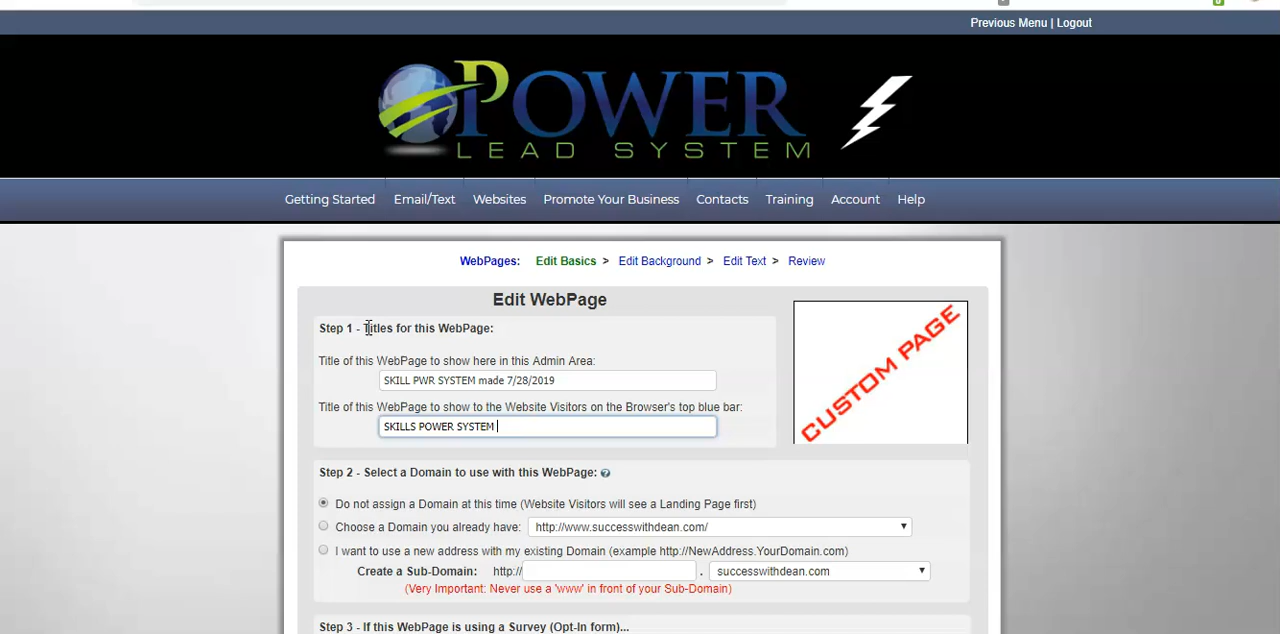 Previous Menu | Logout
POWER
LEAD SYSTEM
Getting Started Email/Text Websites Promote Your Business Contacts Training Account Help
WebPages: Edit Basics > Edit Background > Edit Text > Review
Edit WebPage
Step 1 - Titles for this WebPage:
Title of this WebPage to show here in this Admin Area:
SKILL PWR SYSTEM made 7/28/2019
Title of this WebPage to show to the Website Visitors on the Browser's top blue bar:
SKILLS POWER SYSTEM
CUSTOM PAGE
Step 2 - Select a Domain to use with this WebPage: ?
Do not assign a Domain at this time (Website Visitors will see a Landing Page first)
Choose a Domain you already have: http://www.successwithdean.com/
I want to use a new address with my existing Domain (example http://NewAddress.YourDomain.com)
Create a Sub-Domain: http:// . successwithdean.com
(Very Important: Never use a 'www' in front of your Sub-Domain)
Step 3 - If this WebPage is using a Survey (Opt-In form)...